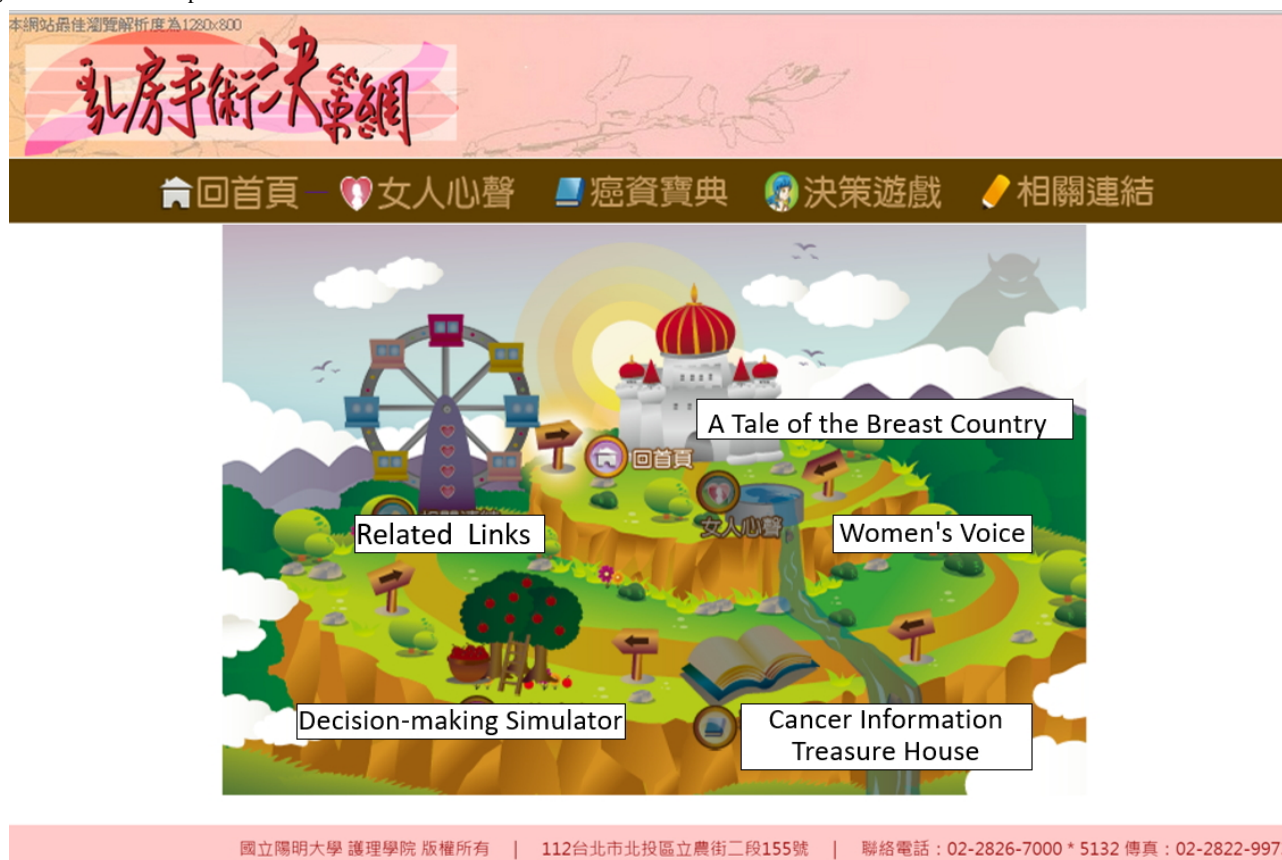 本網站最佳瀏覽解析度為1280x800
乳房手術決策網
回首頁 女人心聲 癌資寶典 決策遊戲 相關連結
A Tale of the Breast Country
回首頁
女人心聲
Related Links
Women's Voice
Decision-making Simulator
Cancer Information
Treasure House
國立陽明大學 護理學院 版權所有 | 112台北市北投區立農街二段155號 | 聯絡電話：02-2826-7000 * 5132 傳真：02-2822-997